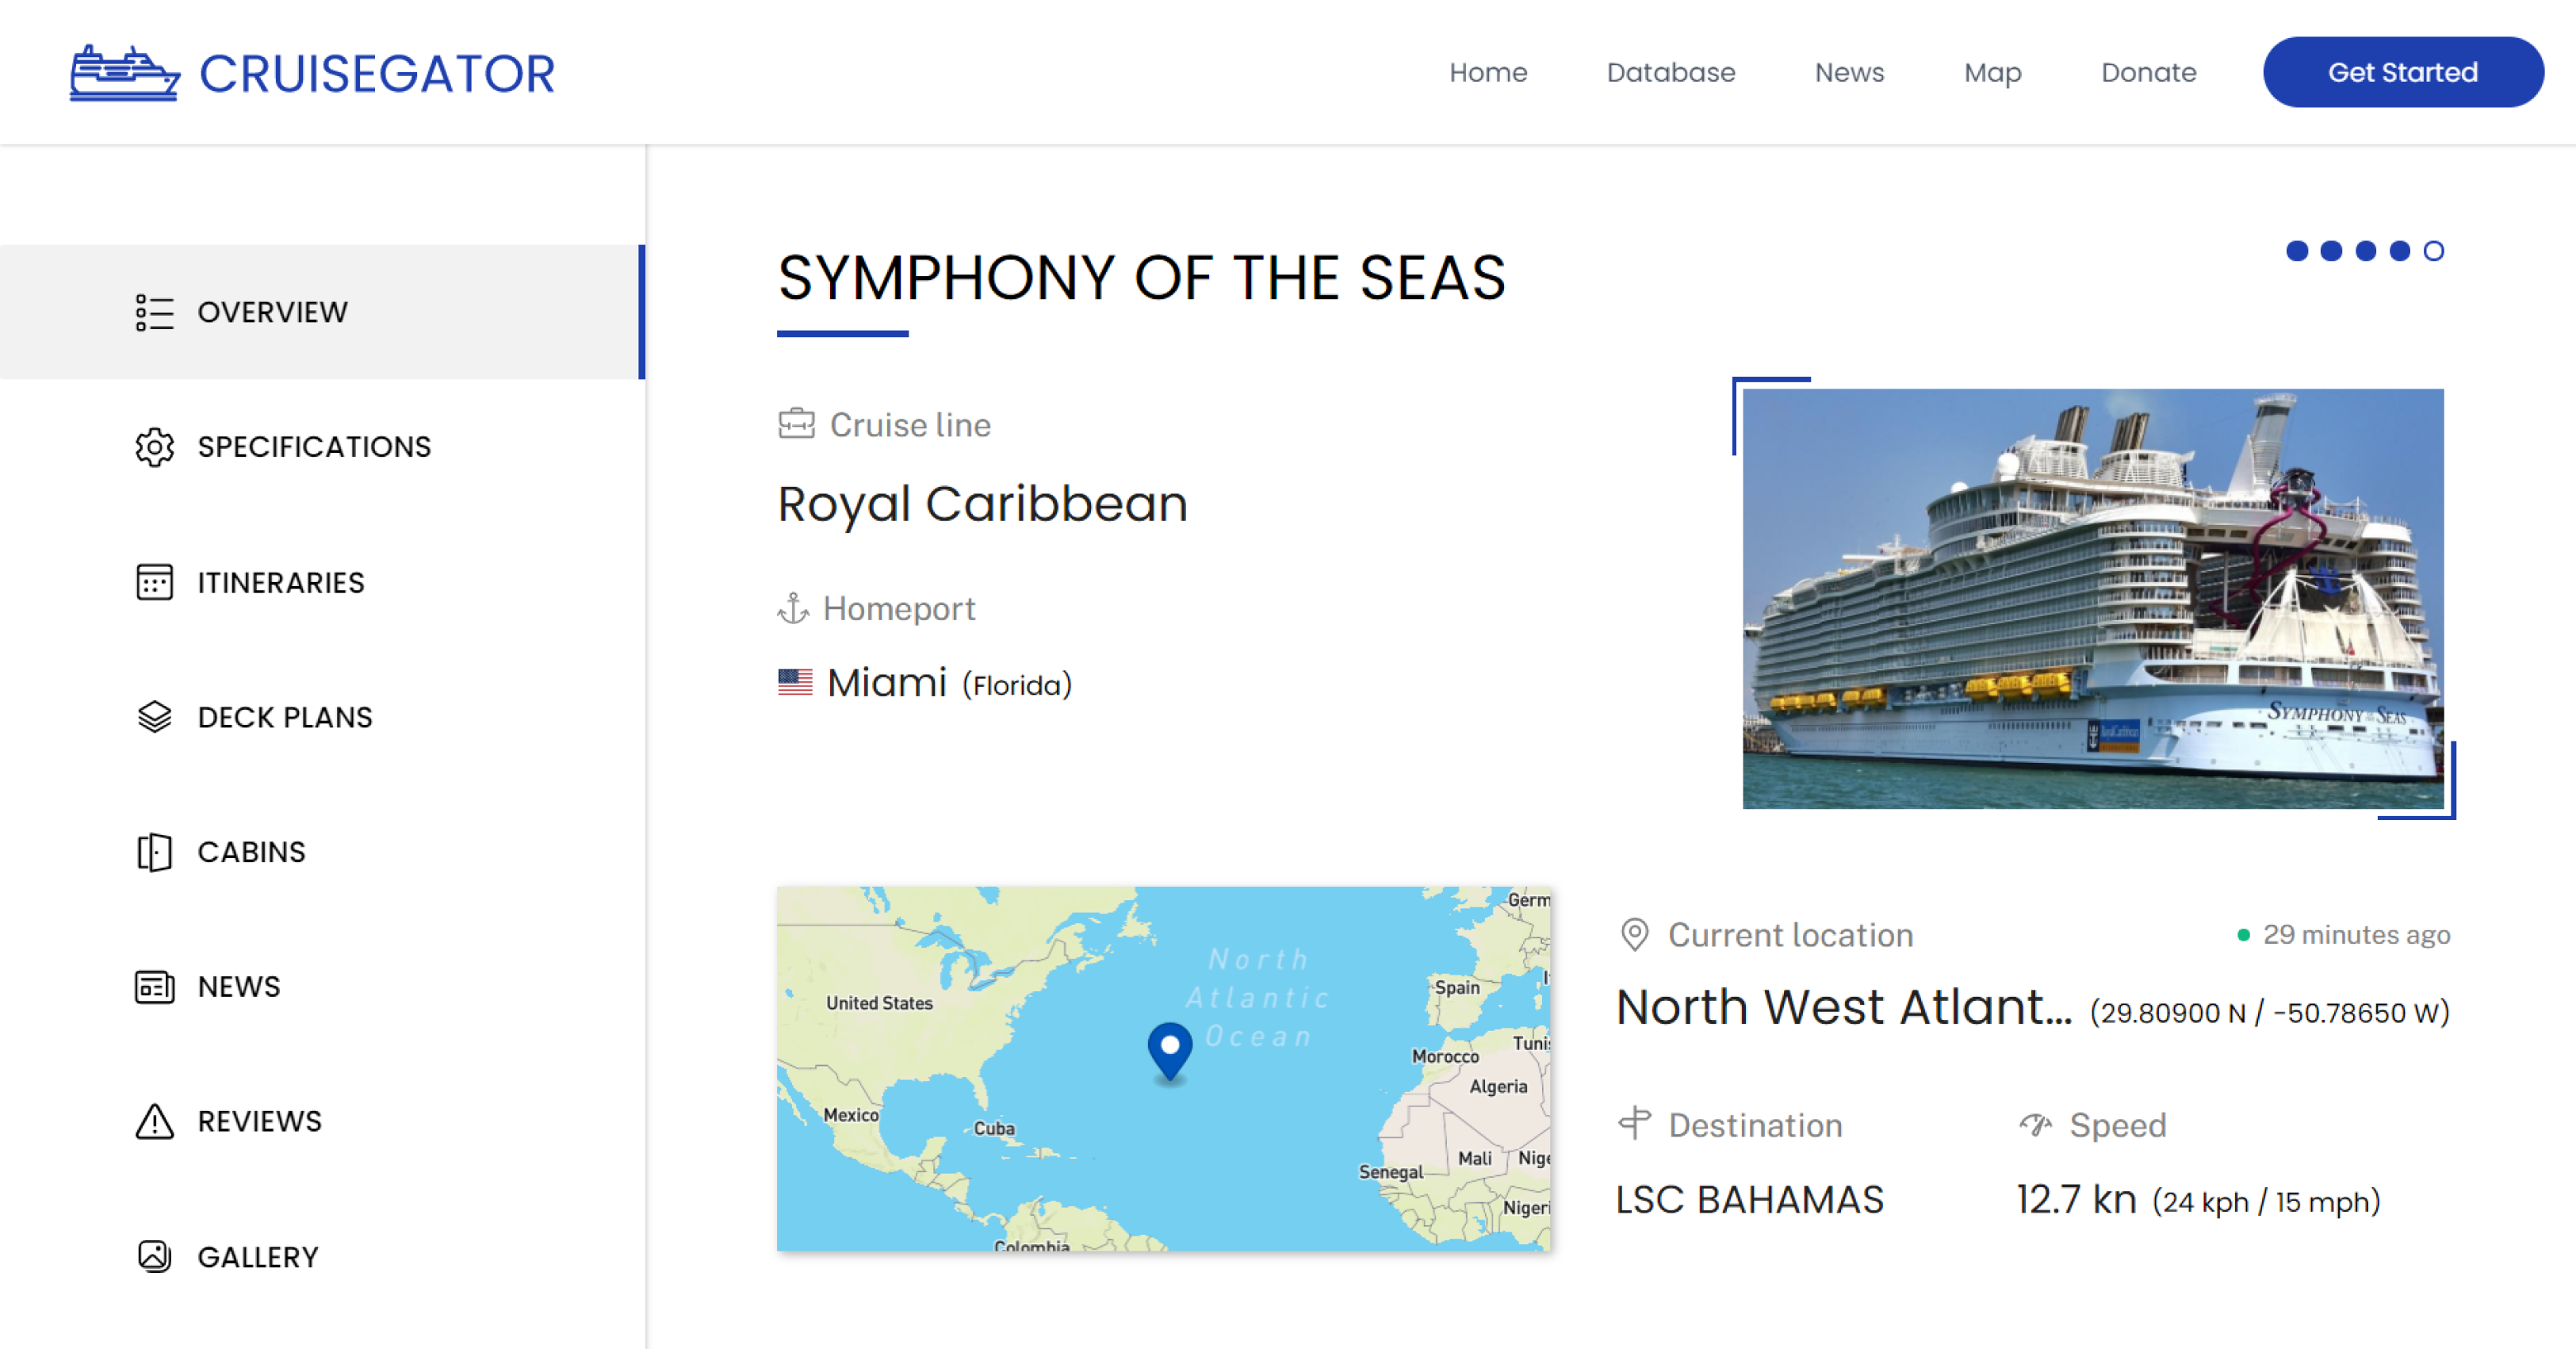 CRUISEGATOR
Home Database News Map Donate Get Started
OVERVIEW
SPECIFICATIONS
ITINERARIES
DECK PLANS
CABINS
NEWS
REVIEWS
GALLERY
SYMPHONY OF THE SEAS
Cruise line
Royal Caribbean
Homeport
Miami (Florida)
SYMPHONY OF THE SEAS
RoyalCaribbean
Germ
North
Atlantic
Ocean
United States
Spain
Morocco
Tunis
Algeria
Mexico
Cuba
Mali
Nige
Senegal
Nigeri
Colombia
Current location
29 minutes ago
North West Atlant... (29.80900 N / -50.78650 W)
Destination
LSC BAHAMAS
Speed
12.7 kn (24 kph / 15 mph)